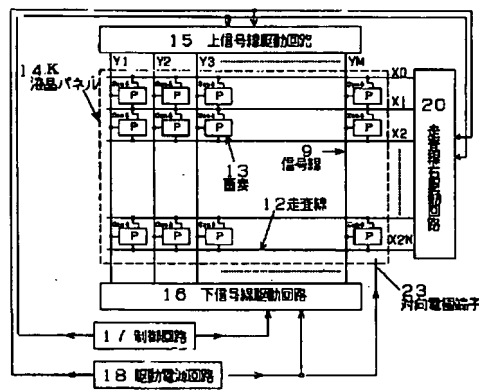 15 上信号線駆動回路
Y1 Y2 Y3 YM
14K
液晶パネル
X0
P P P P
X1
P P P P
X2
20
走査線右駆動回路
9
信号線
13
画素
12 走査線
P P P P
X2N
23
対向電極端子
16 下信号線駆動回路
17 制御回路
18 駆動電源回路